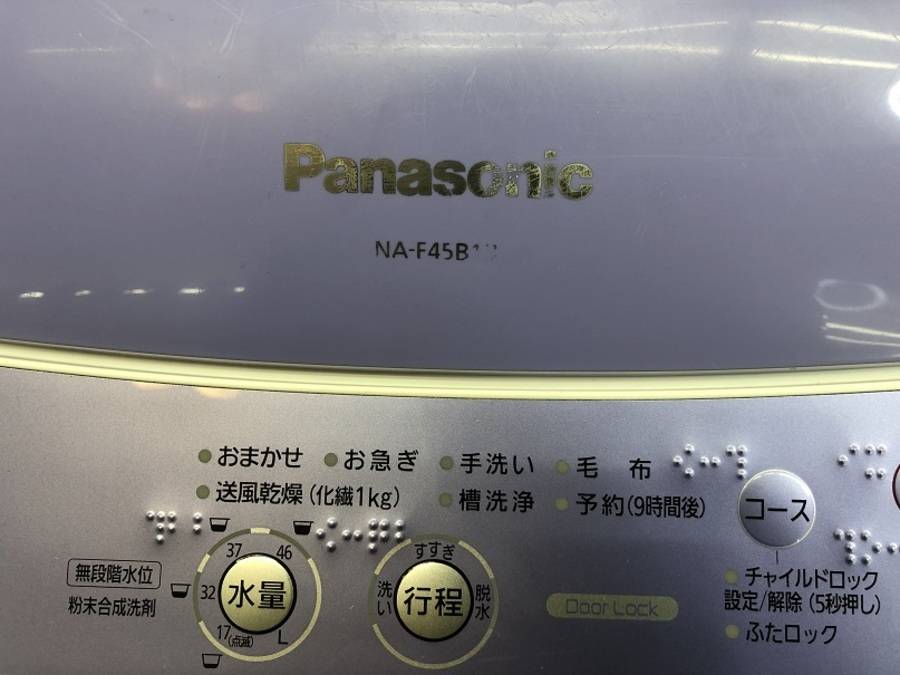 Panasonic
NA-F45B
おまかせ お急ぎ 手洗い 毛 布
送風乾燥(化繊1kg) 槽洗浄 予約(9時間後)
コース
無段階水位
粉末合成洗剤
37 46
32
17(点滅) L
水量
すすぎ
洗い
脱水
行程
Door Lock
チャイルドロック
設定/解除(5秒押し)
ふたロック